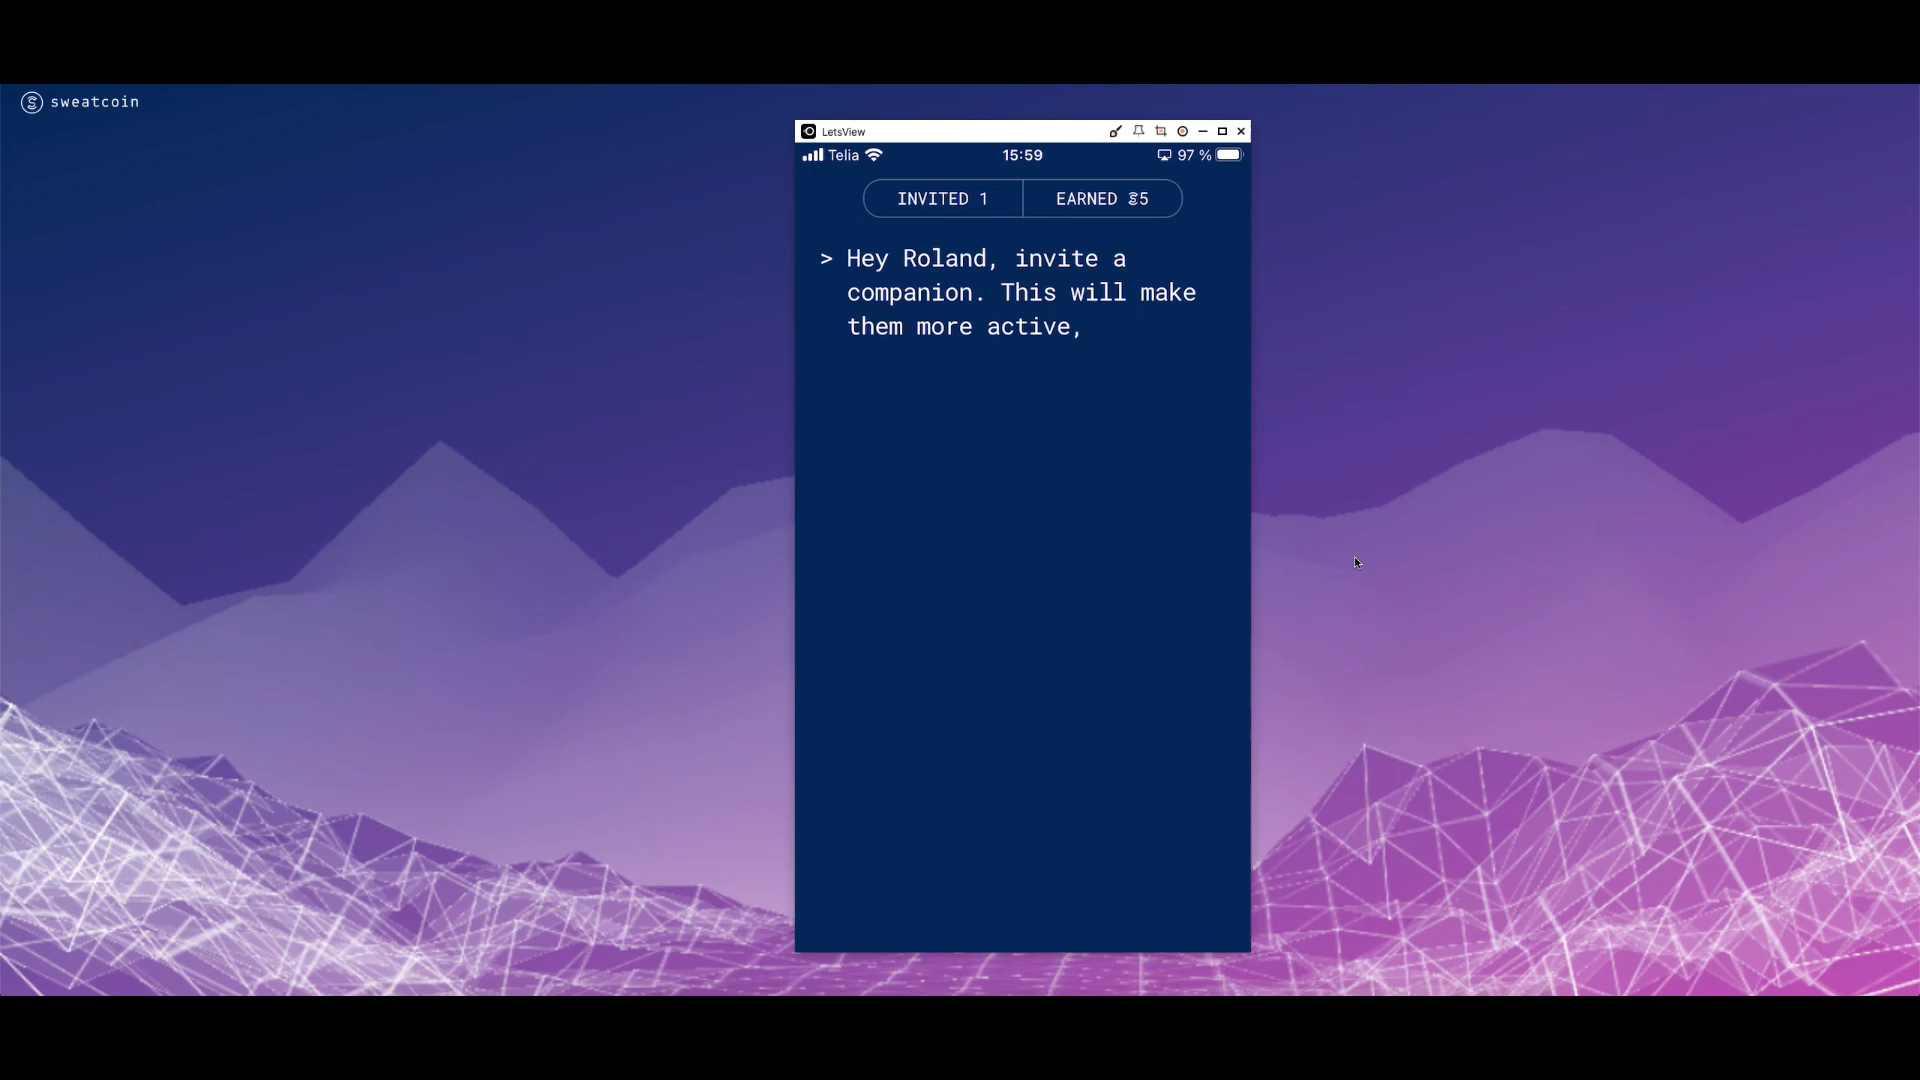 sweatcoin
LetsView
Telia 15:59 97 %
INVITED 1 EARNED 5
> Hey Roland, invite a
companion. This will make
them more active,